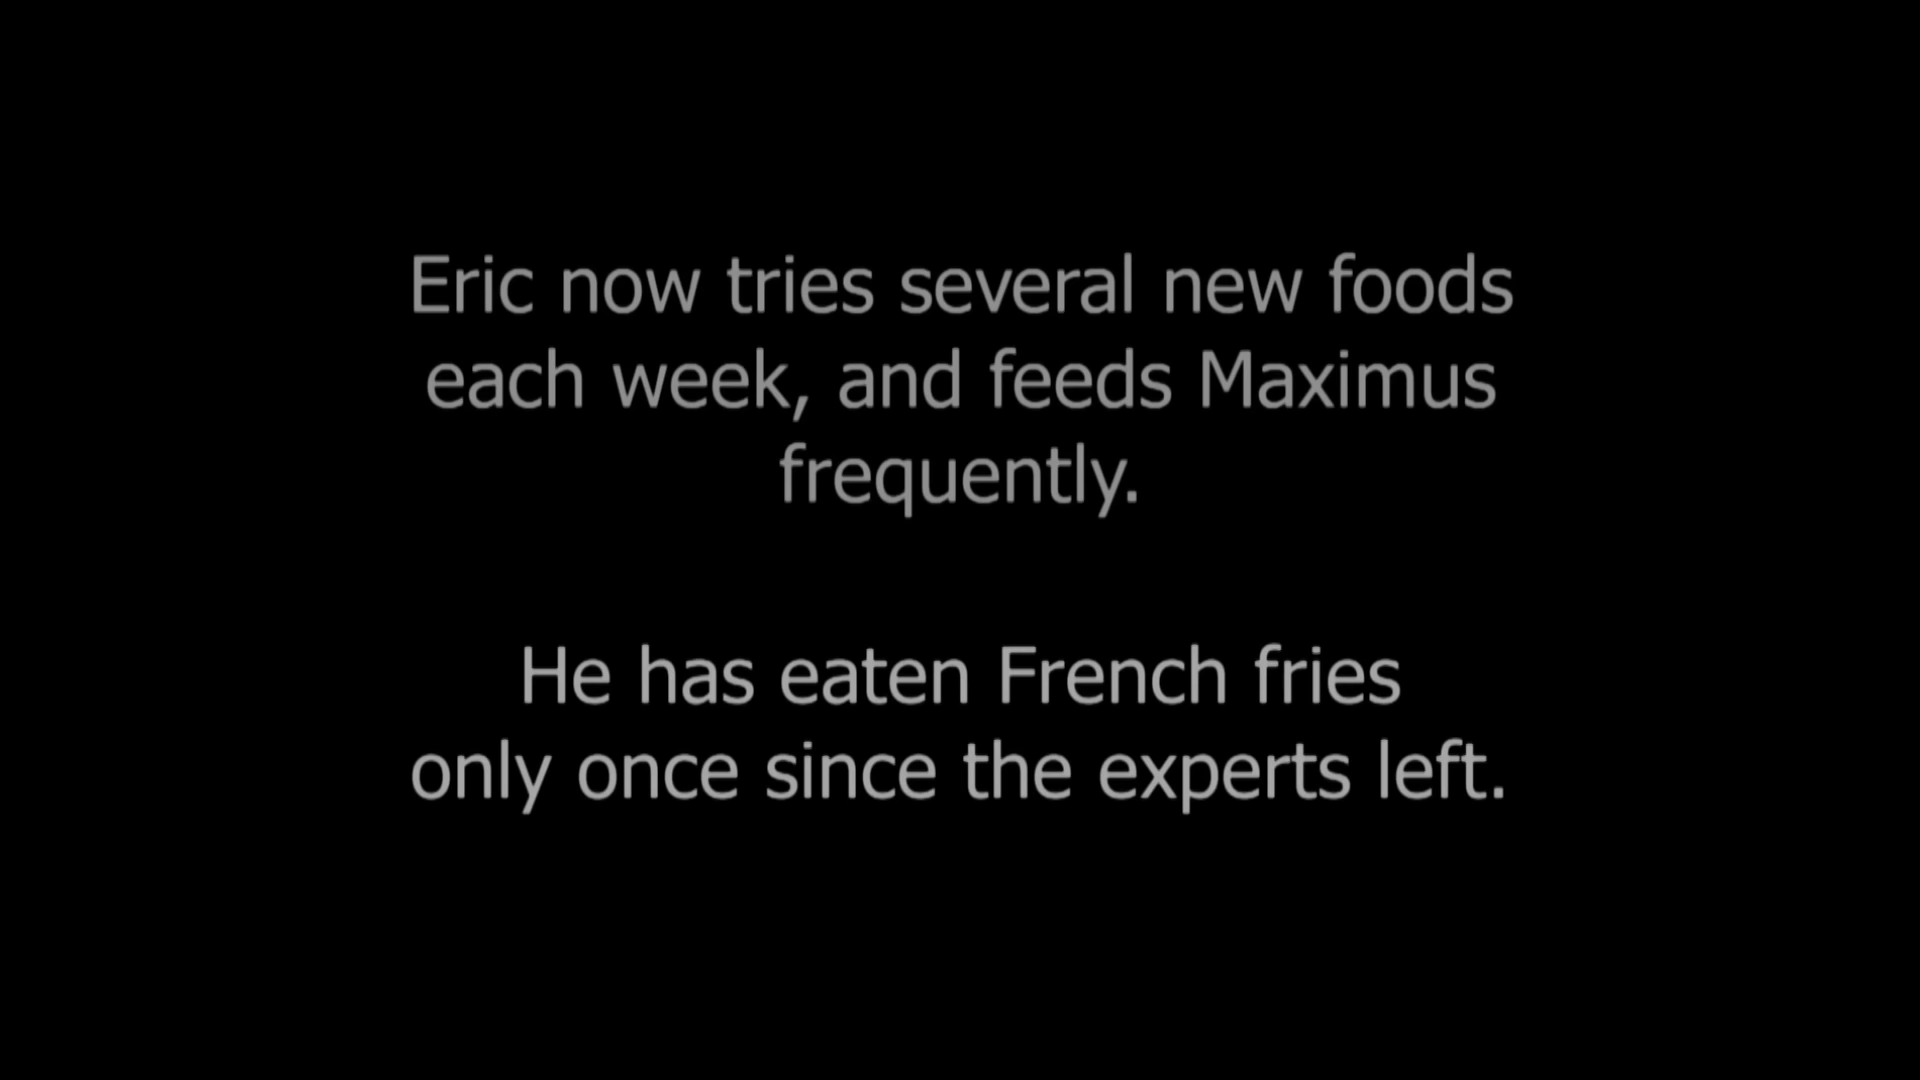 Eric now tries several new foods
each week, and feeds Maximus
frequently.
He has eaten French fries
only once since the experts left.